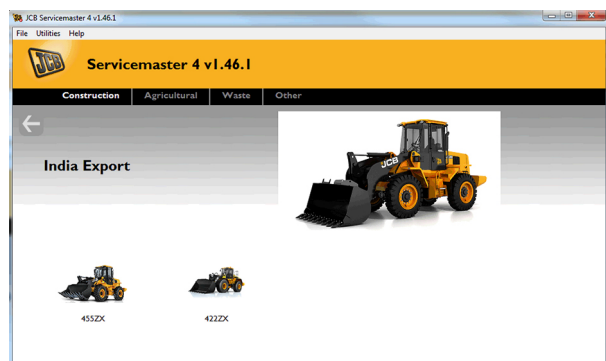 JCB Servicemaster 4 v1.46.1
File Utilities Help
JCB Servicemaster 4 v1.46.1
Construction Agricultural Waste Other
India Export
JCB
455ZX 422ZX